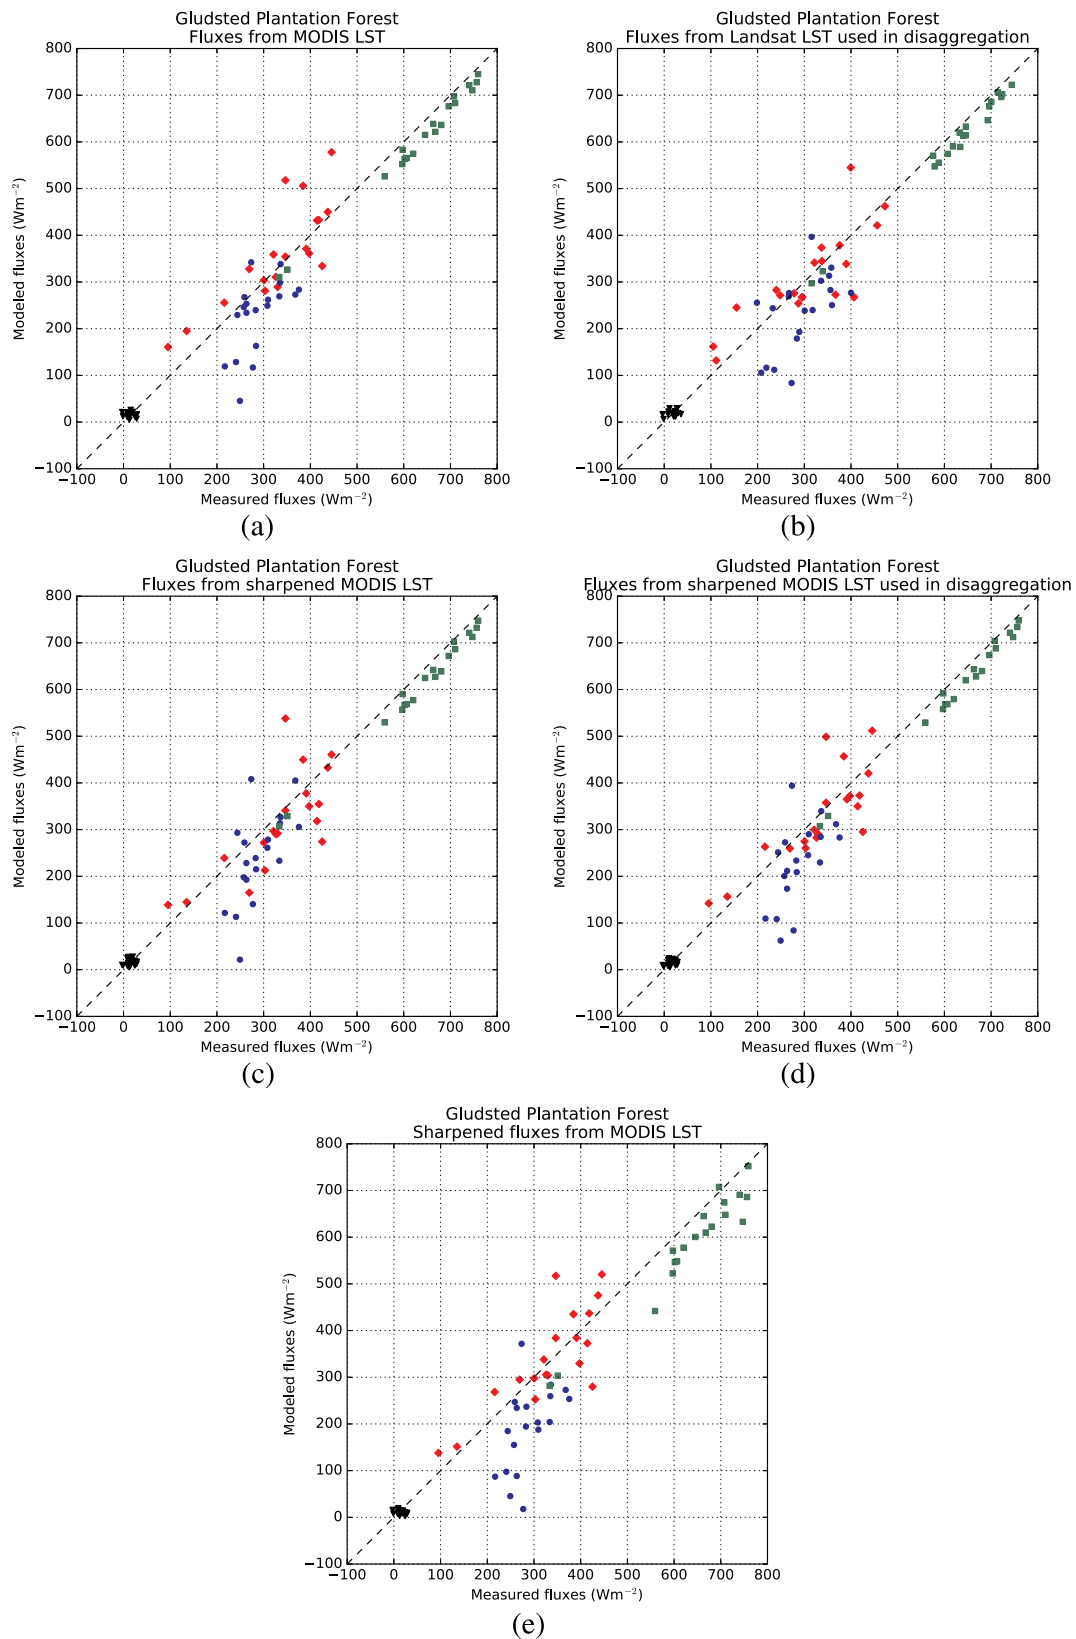 Gludsted Plantation Forest
Fluxes from MODIS LST
800
700
600
500
400
300
200
100
0
−100
Modeled fluxes (Wm−2)
−100 0 100 200 300 400 500 600 700 800
Measured fluxes (Wm−2)
(a)
Gludsted Plantation Forest
Fluxes from Landsat LST used in disaggregation
800
700
600
500
400
300
200
100
0
−100
Modeled fluxes (Wm−2)
−100 0 100 200 300 400 500 600 700 800
Measured fluxes (Wm−2)
(b)
Gludsted Plantation Forest
Fluxes from sharpened MODIS LST
800
700
600
500
400
300
200
100
0
−100
Modeled fluxes (Wm−2)
−100 0 100 200 300 400 500 600 700 800
Measured fluxes (Wm−2)
(c)
Gludsted Plantation Forest
Fluxes from sharpened MODIS LST used in disaggregation
800
700
600
500
400
300
200
100
0
−100
Modeled fluxes (Wm−2)
−100 0 100 200 300 400 500 600 700 800
Measured fluxes (Wm−2)
(d)
Gludsted Plantation Forest
Sharpened fluxes from MODIS LST
800
700
600
500
400
300
200
100
0
−100
Modeled fluxes (Wm−2)
−100 0 100 200 300 400 500 600 700 800
Measured fluxes (Wm−2)
(e)